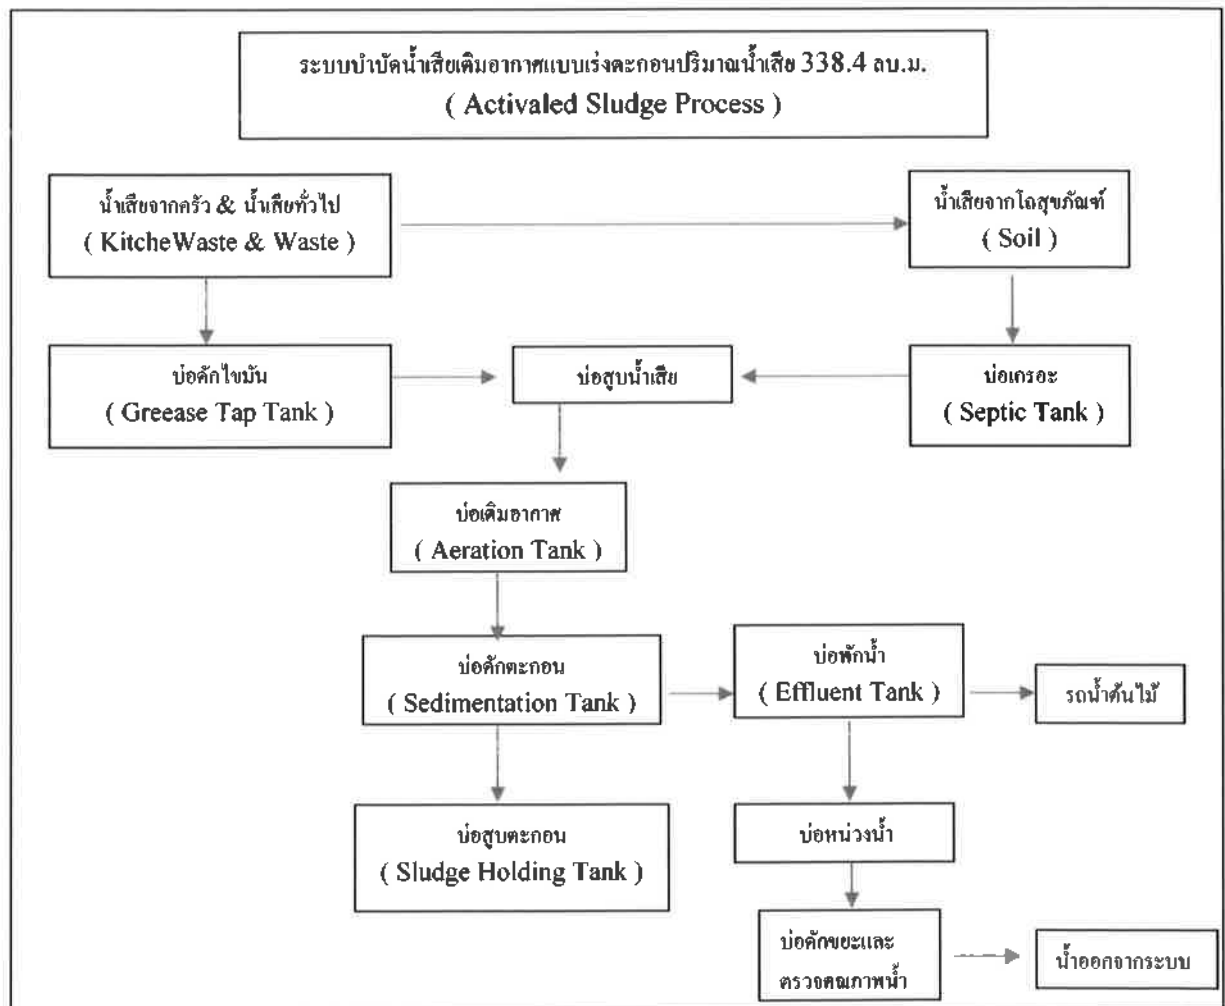 ระบบบำบัดน้ำเสียเติมอากาศแบบเร่งตะกอนปริมาณน้ำเสีย 338.4 ลบ.ม.
( Activaled Sludge Process )
น้ำเสียจากครัว & น้ำเสียทั่วไป
( KitcheWaste & Waste )
น้ำเสียจากโถสุขภัณฑ์
( Soil )
บ่อดักไขมัน
( Greease Tap Tank )
บ่อสูบน้ำเสีย
บ่อเกรอะ
( Septic Tank )
บ่อเติมอากาศ
( Aeration Tank )
บ่อดักตะกอน
( Sedimentation Tank )
บ่อพักน้ำ
( Effluent Tank )
รถน้ำต้นไม้
บ่อสูบตะกอน
( Sludge Holding Tank )
บ่อหน่วงน้ำ
บ่อดักขยะและ
ตรวจคุณภาพน้ำ
น้ำออกจากระบบ